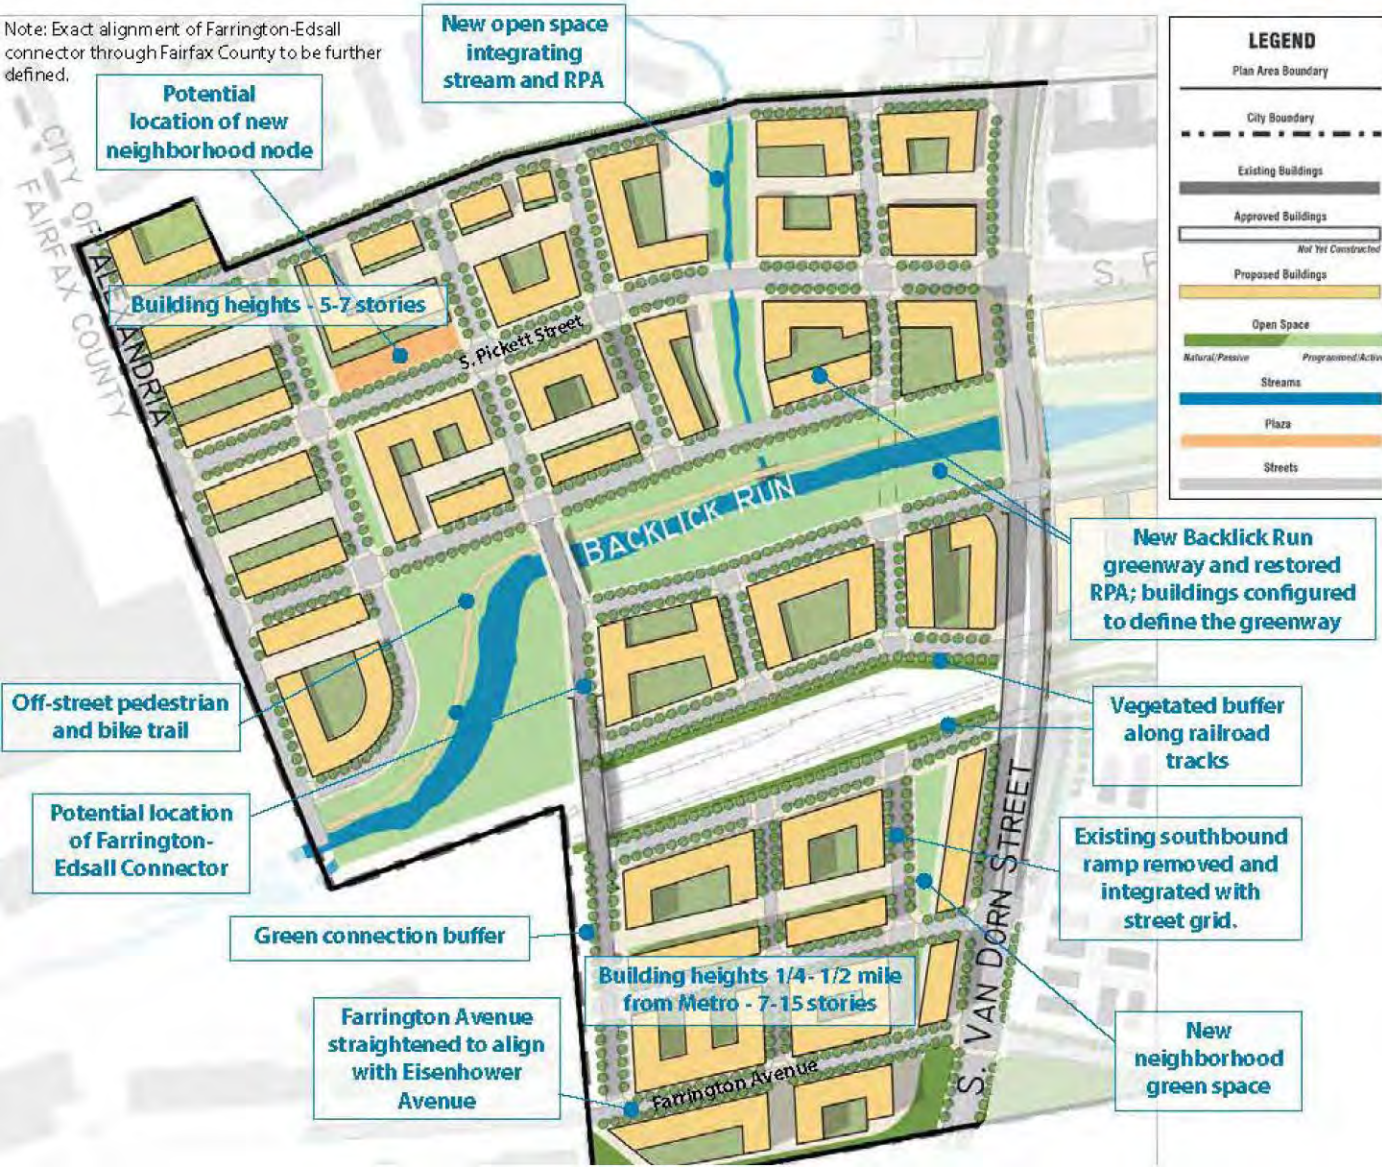 Note: Exact alignment of Farrington-Edsall
connector through Fairfax County to be further
defined.
New open space
integrating
stream and RPA
Potential
location of new
neighborhood node
CITY OF
ALEXANDRIA
FAIRFAX COUNTY
Building heights - 5-7 stories
S. Pickett Street
S. P
BACKLICK RUN
New Backlick Run
greenway and restored
RPA; buildings configured
to define the greenway
Off-street pedestrian
and bike trail
Vegetated buffer
along railroad
tracks
Potential location
of Farrington-
Edsall Connector
Existing southbound
ramp removed and
integrated with
street grid.
Green connection buffer
Building heights 1/4- 1/2 mile
from Metro - 7-15 stories
S. VAN DORN STREET
Farrington Avenue
straightened to align
with Eisenhower
Avenue
Farrington Avenue
New
neighborhood
green space
LEGEND
Plan Area Boundary
City Boundary
Existing Buildings
Approved Buildings
Not Yet Constructed
Proposed Buildings
Open Space
Natural/Passive Programmed/Active
Streams
Plaza
Streets